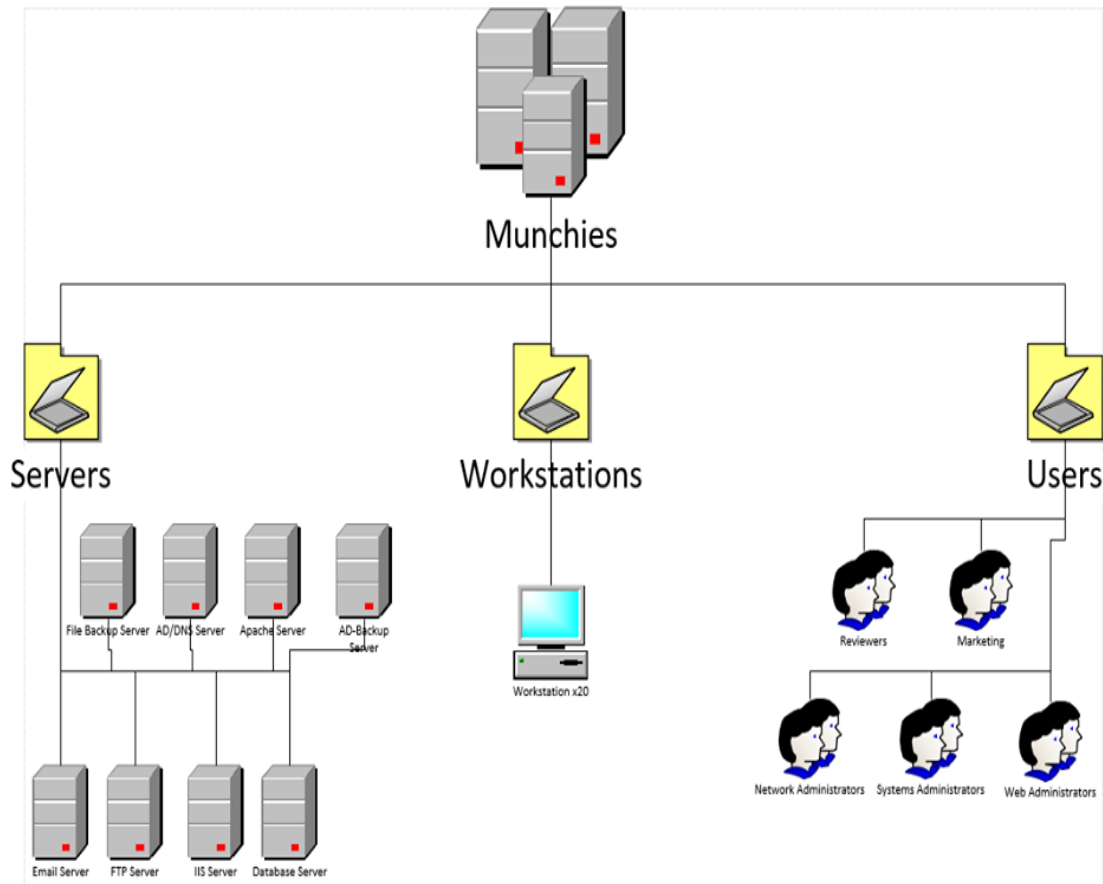 Munchies
Servers
Workstations
Users
File Backup Server
AD/DNS Server
Apache Server
AD-Backup
Server
Workstation x20
Reviewers
Marketing
Network Administrators
Systems Administrators
Web Administrators
Email Server
FTP Server
IIS Server
Database Server